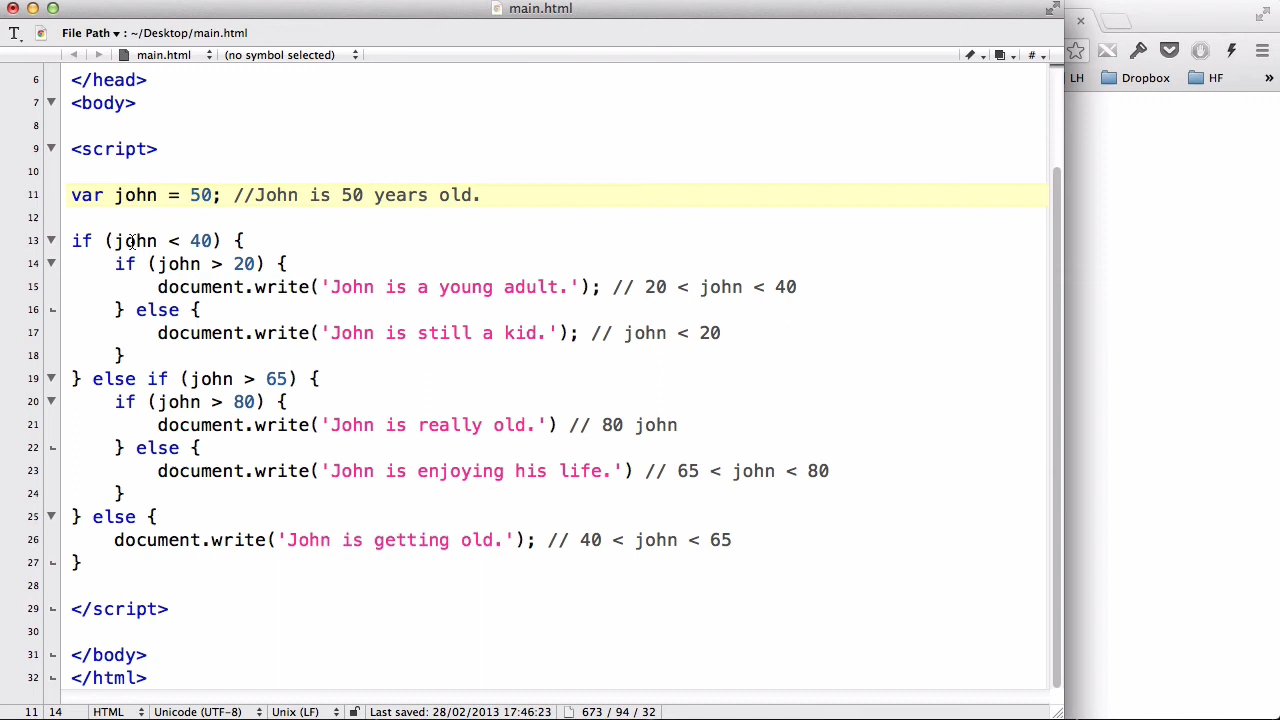 main.html
File Path : ~/Desktop/main.html
main.html (no symbol selected) #
LH Dropbox HF »
6 </head>
7 <body>
8
9 <script>
10
11 var john = 50; //John is 50 years old.
12
13 if (john < 40) {
14 if (john > 20) {
15 document.write('John is a young adult.'); // 20 < john < 40
16 } else {
17 document.write('John is still a kid.'); // john < 20
18 }
19 } else if (john > 65) {
20 if (john > 80) {
21 document.write('John is really old.') // 80 john
22 } else {
23 document.write('John is enjoying his life.') // 65 < john < 80
24 }
25 } else {
26 document.write('John is getting old.'); // 40 < john < 65
27 }
28
29 </script>
30
31 </body>
32 </html>
11 14 HTML Unicode (UTF-8) Unix (LF) Last saved: 28/02/2013 17:46:23 673 / 94 / 32